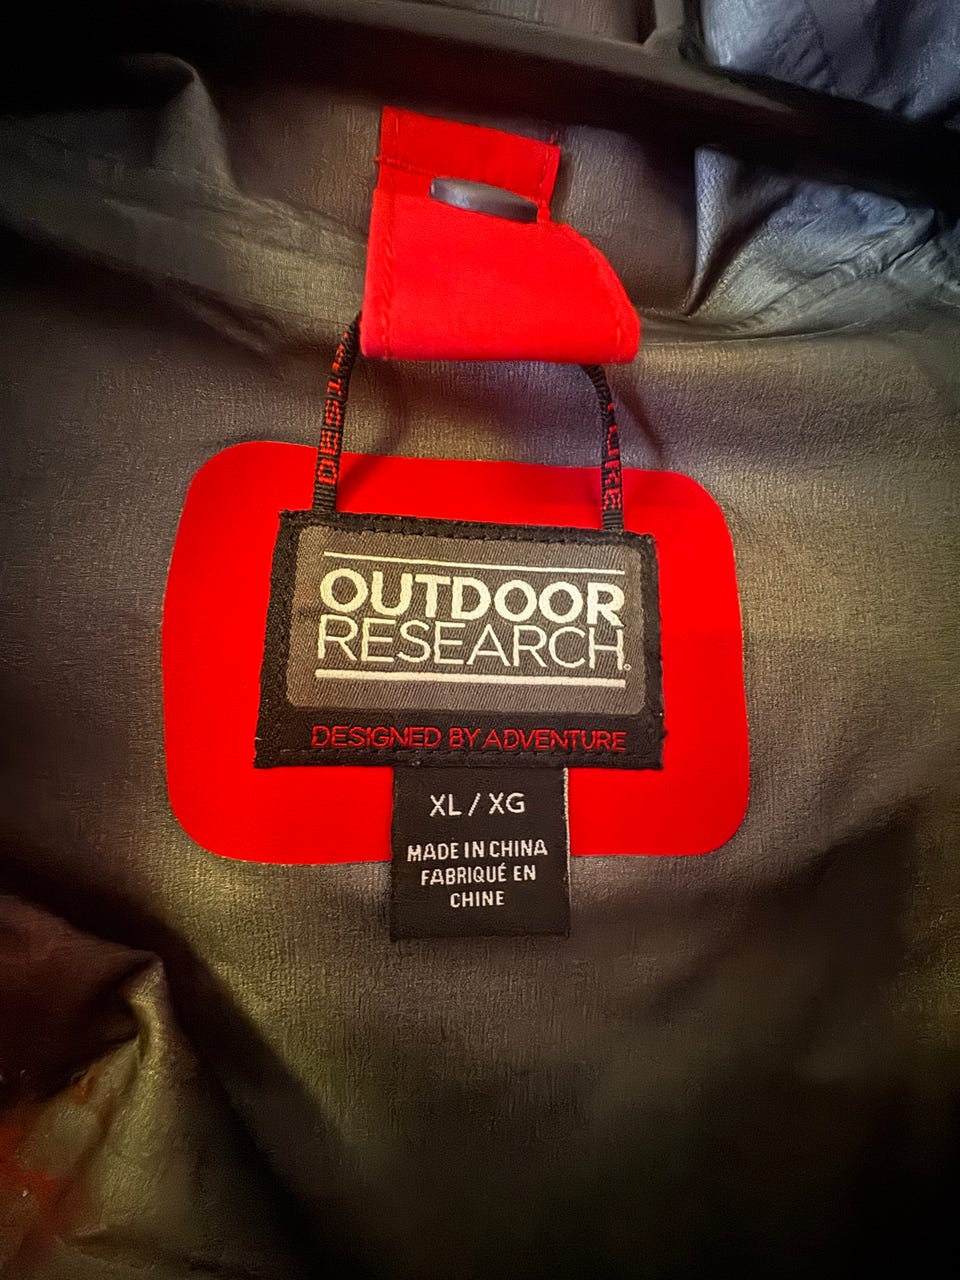 OUTDOOR
RESEARCH
DESIGNED BY ADVENTURE
XL / XG
MADE IN CHINA
FABRIQUÉ EN
CHINE